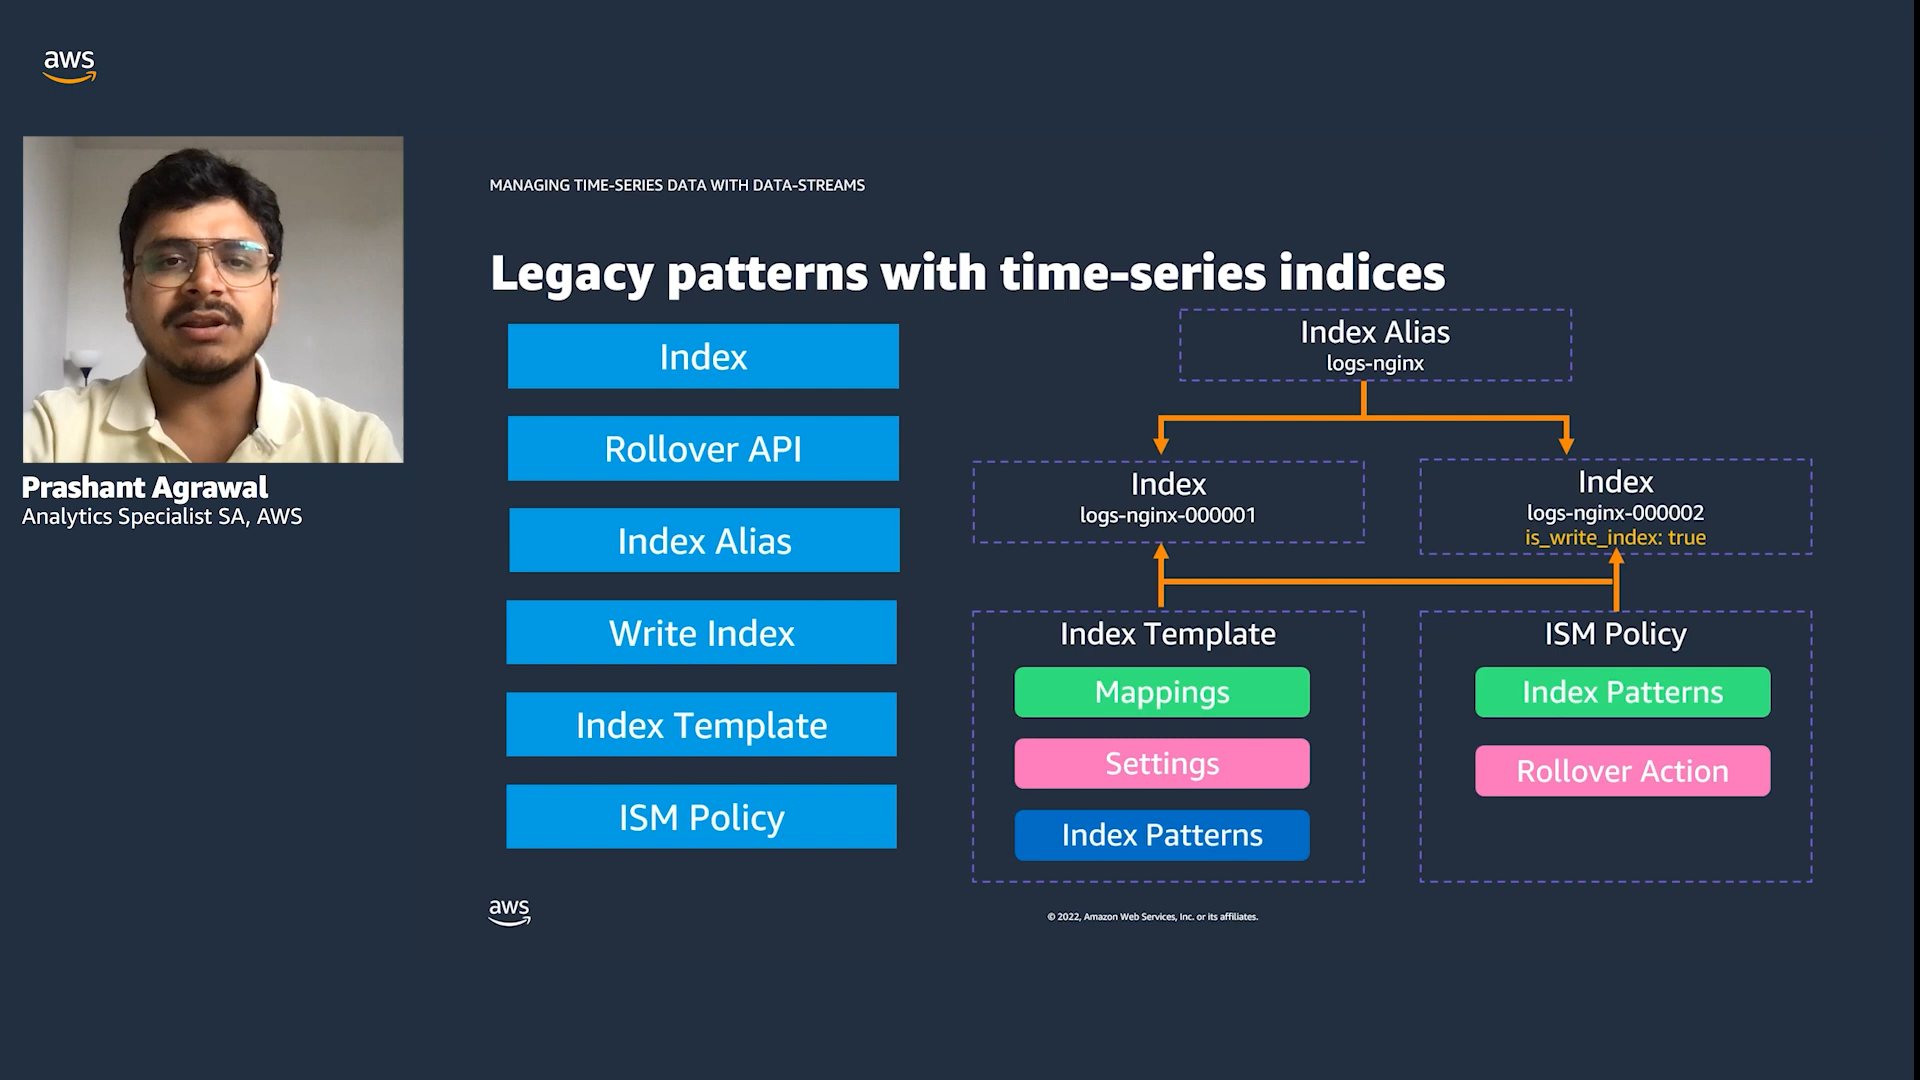 aws
Prashant Agrawal
Analytics Specialist SA, AWS
MANAGING TIME-SERIES DATA WITH DATA-STREAMS
Legacy patterns with time-series indices
Index
Rollover API
Index Alias
Write Index
Index Template
ISM Policy
Index Alias
logs-nginx
Index
logs-nginx-000001
Index
logs-nginx-000002
is_write_index: true
Index Template
Mappings
Settings
Index Patterns
ISM Policy
Index Patterns
Rollover Action
aws
© 2022, Amazon Web Services, Inc. or its affiliates.